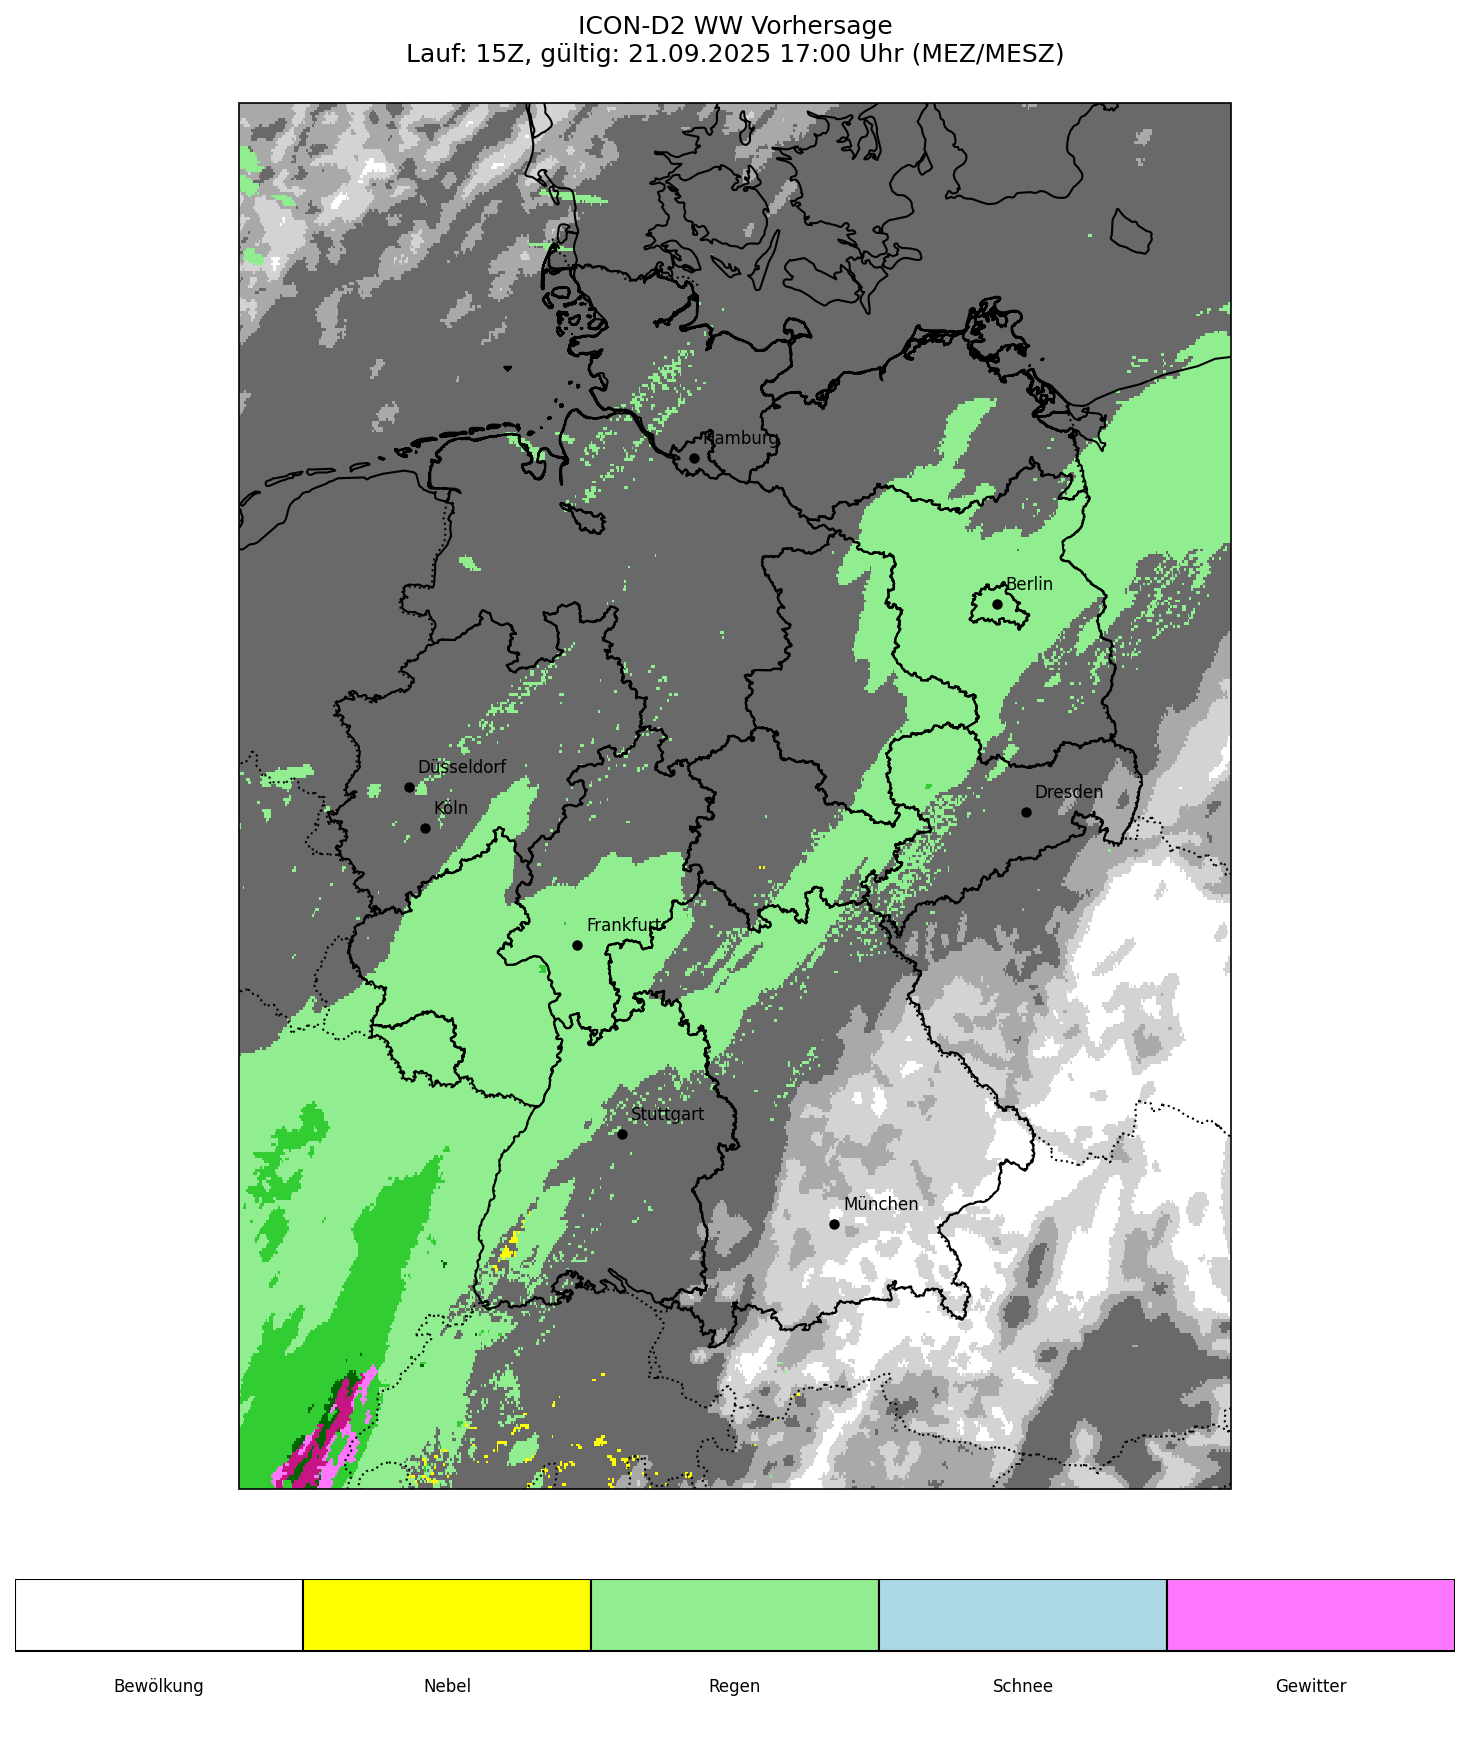 ICON-D2 WW Vorhersage
Lauf: 15Z, gültig: 21.09.2025 17:00 Uhr (MEZ/MESZ)
Hamburg
Berlin
Düsseldorf
Dresden
Köln
Frankfurt
Stuttgart
München
Bewölkung
Nebel
Regen
Schnee
Gewitter